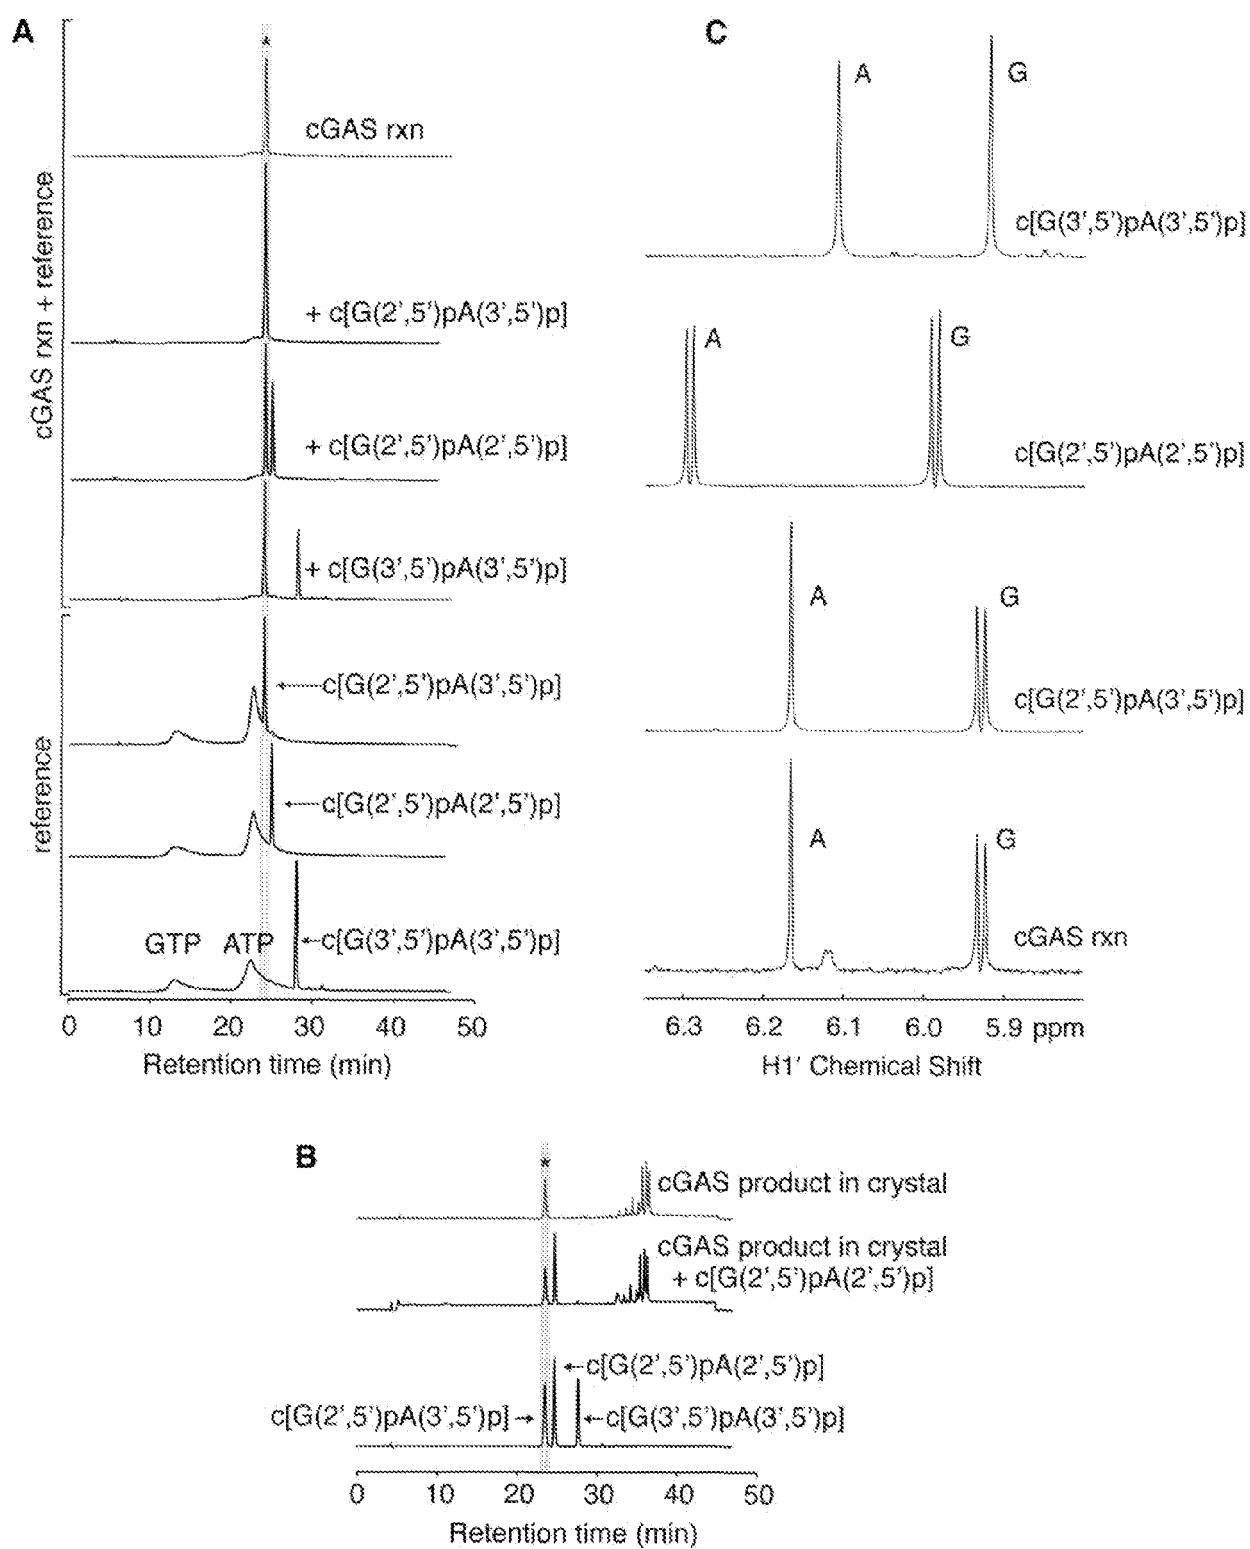 A
*
cGAS rxn
+ c[G(2',5')pA(3',5')p]
+ c[G(2',5')pA(2',5')p]
+ c[G(3',5')pA(3',5')p]
cGAS rxn + reference
c[G(2',5')pA(3',5')p]
c[G(2',5')pA(2',5')p]
GTP ATP c[G(3',5')pA(3',5')p]
reference
0 10 20 30 40 50
Retention time (min)
C
A G
c[G(3',5')pA(3',5')p]
A G
c[G(2',5')pA(2',5')p]
A G
c[G(2',5')pA(3',5')p]
A G
cGAS rxn
6.3 6.2 6.1 6.0 5.9 ppm
H1' Chemical Shift
B
*
cGAS product in crystal
cGAS product in crystal
+ c[G(2',5')pA(2',5')p]
c[G(2',5')pA(2',5')p]
c[G(2',5')pA(3',5')p] c[G(3',5')pA(3',5')p]
0 10 20 30 40 50
Retention time (min)